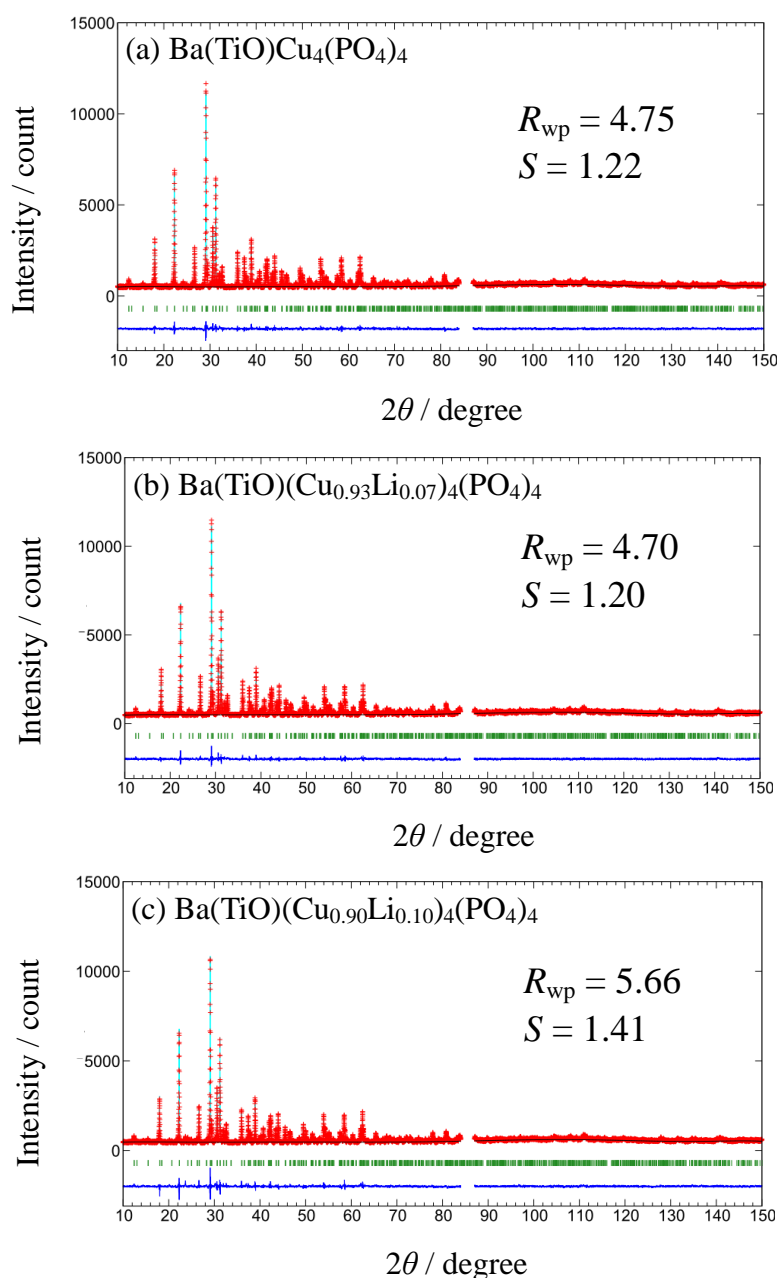 (a) Ba(TiO)Cu₄(PO₄)₄
R_wp = 4.75
S = 1.22
Intensity / count
15000
10000
5000
0
10 20 30 40 50 60 70 80 90 100 110 120 130 140 150
2θ / degree
(b) Ba(TiO)(Cu₀.₉₃Li₀.₀₇)₄(PO₄)₄
R_wp = 4.70
S = 1.20
Intensity / count
15000
10000
5000
0
10 20 30 40 50 60 70 80 90 100 110 120 130 140 150
2θ / degree
(c) Ba(TiO)(Cu₀.₉₀Li₀.₁₀)₄(PO₄)₄
R_wp = 5.66
S = 1.41
Intensity / count
15000
10000
5000
0
10 20 30 40 50 60 70 80 90 100 110 120 130 140 150
2θ / degree